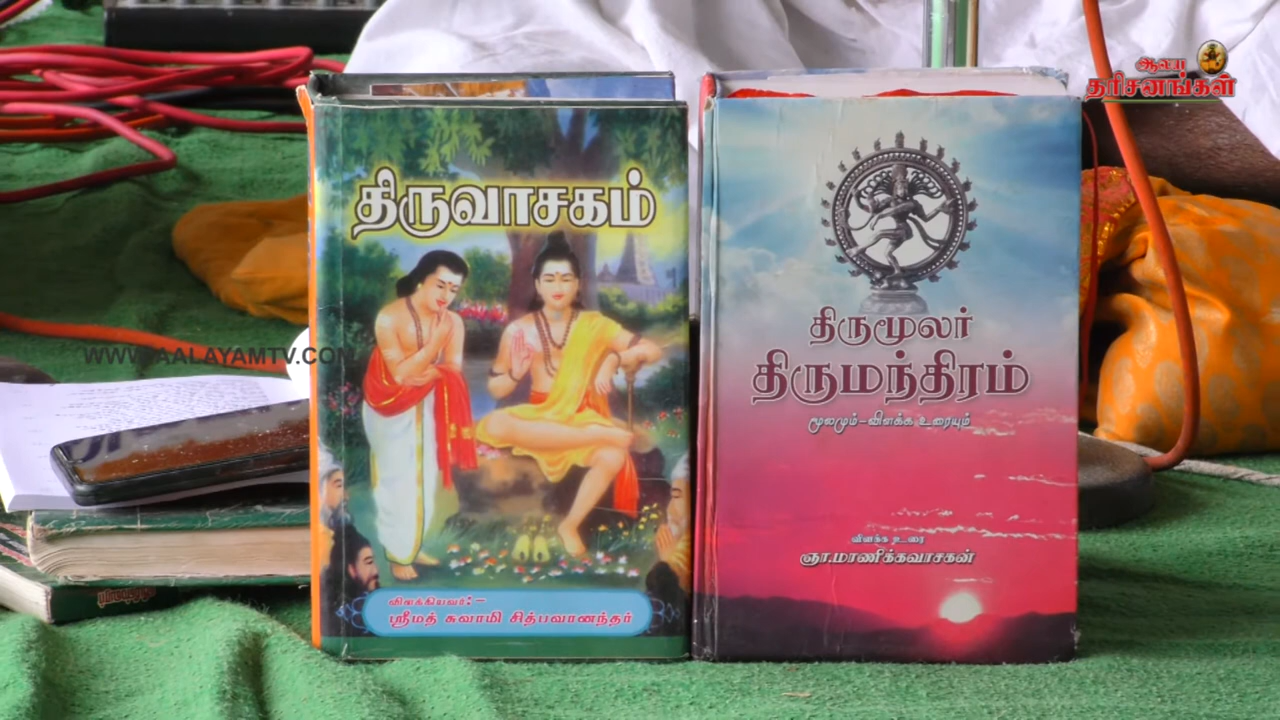 ஆலய
தரிசனங்கள்
WWW.AALAYAMTV.COM
திருவாசகம்
விளக்கியவர்:-
ஸ்ரீமத் சுவாமி சித்பவானந்தர்
திருமூலர்
திருமந்திரம்
மூலமும்-விளக்க உரையும்
விளக்க உரை
ஞா.மாணிக்கவாசகன்